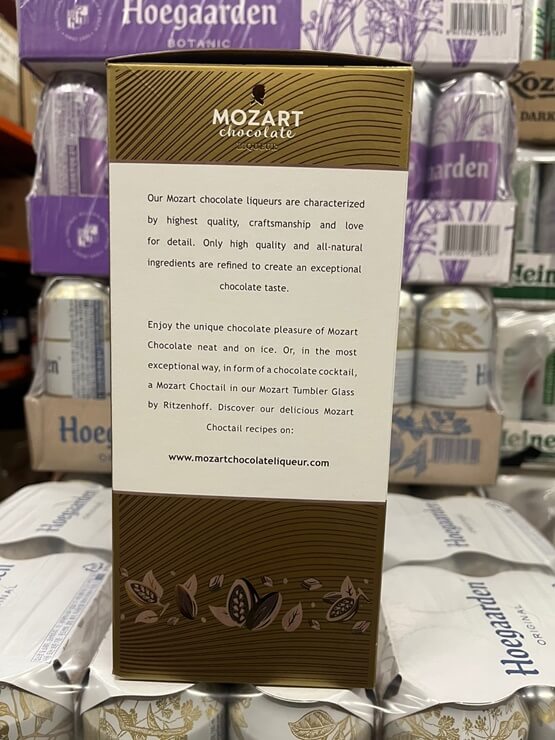 Hoegaarden
BOTANIC
MOZART
chocolate
LIQUEUR
Our Mozart chocolate liqueurs are characterized
by highest quality, craftsmanship and love
for detail. Only high quality and all-natural
ingredients are refined to create an exceptional
chocolate taste.
Enjoy the unique chocolate pleasure of Mozart
Chocolate neat and on ice. Or, in the most
exceptional way, in form of a chocolate cocktail,
a Mozart Choctail in our Mozart Tumbler Glass
by Ritzenhoff. Discover our delicious Mozart
Choctail recipes on:
www.mozartchocolateliqueur.com
Hoegaarden
Hoegaarden
ORIGINAL